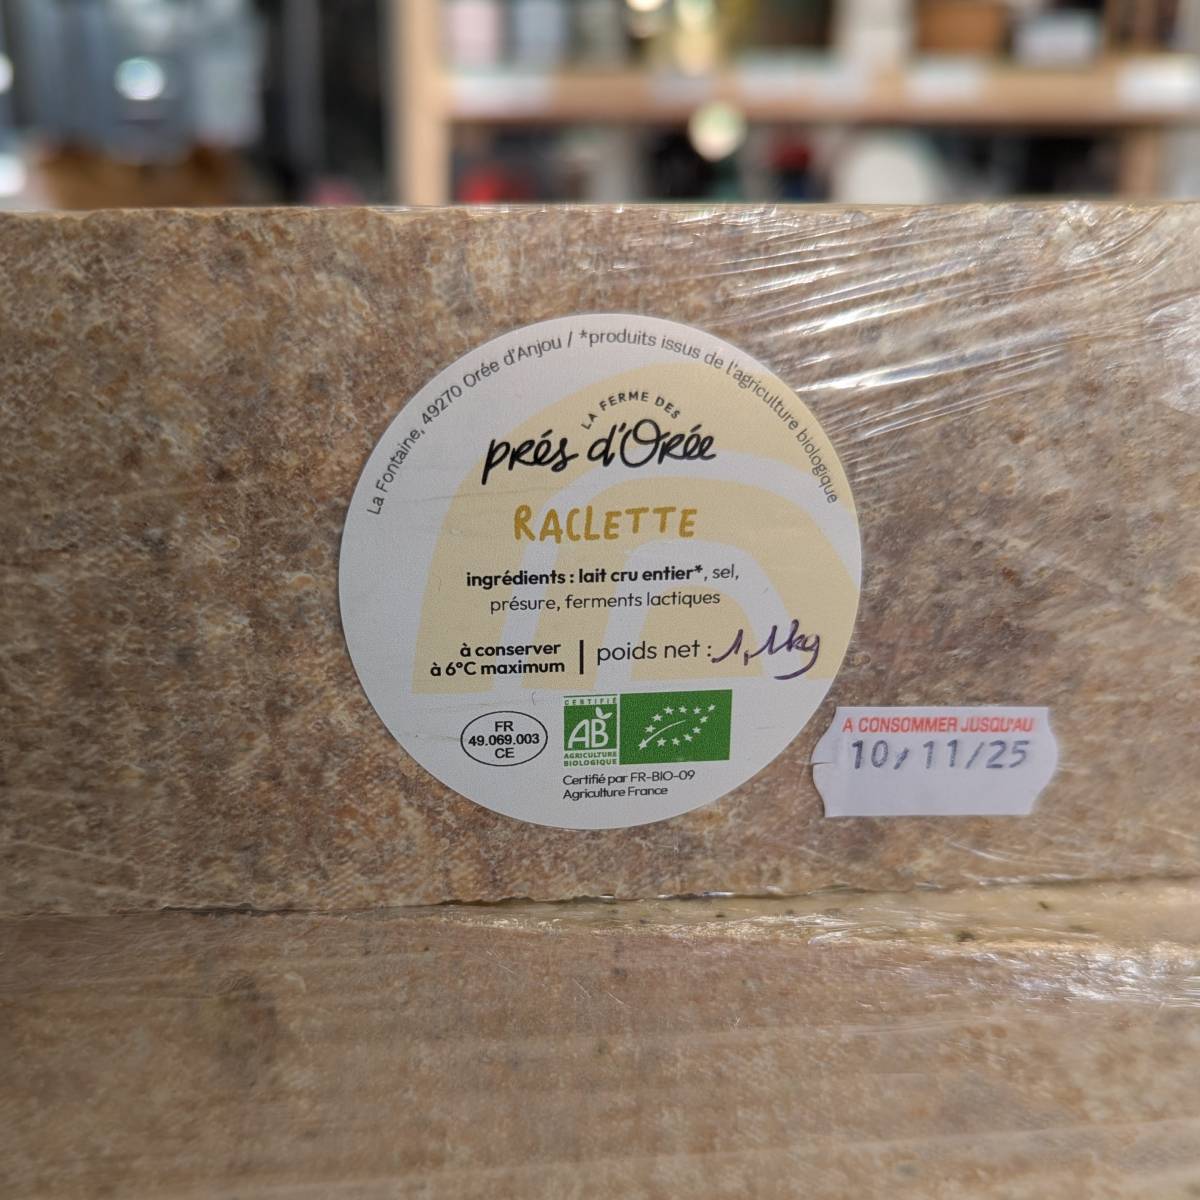 La Fontaine, 49270 Orée d'Anjou / *produits issus de l'agriculture biologique
LA FERME DES
prés d'Orée
RACLETTE
ingrédients : lait cru entier*, sel,
présure, ferments lactiques
à conserver
à 6°C maximum
poids net : 1,1kg
FR
49.069.003
CE
CERTIFIÉ
AB
AGRICULTURE
BIOLOGIQUE
Certifié par FR-BIO-09
Agriculture France
A CONSOMMER JUSQU'AU
10/11/25